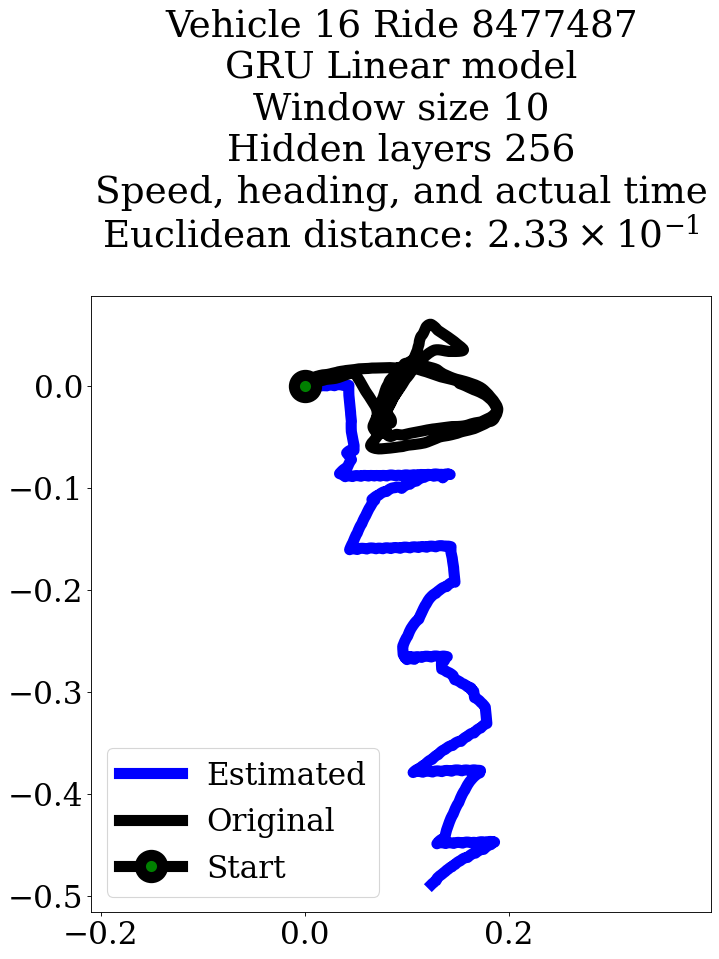 Vehicle 16 Ride 8477487
GRU Linear model
Window size 10
Hidden layers 256
Speed, heading, and actual time
Euclidean distance: 2.33 × 10⁻¹
0.0
−0.1
−0.2
−0.3
−0.4
−0.5
Estimated
Original
Start
−0.2 0.0 0.2